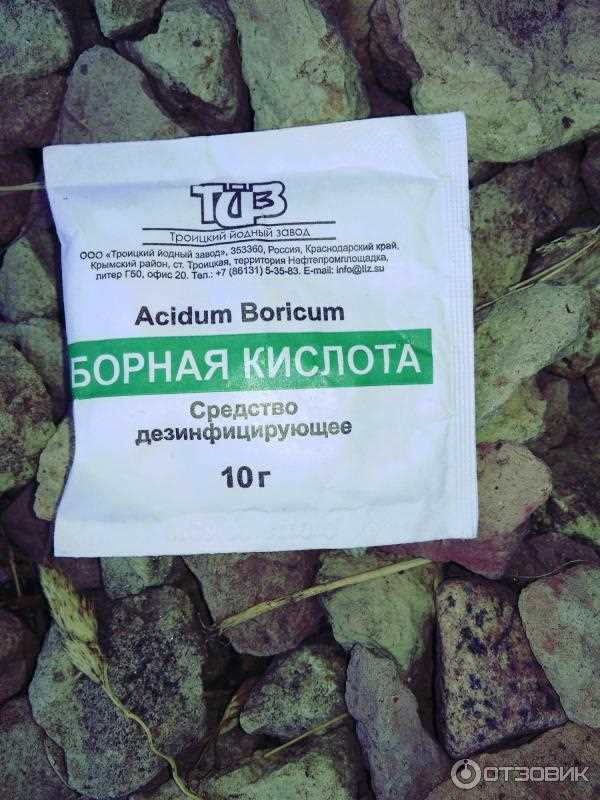 ТЙЗ
Троицкий йодный завод
ООО «Троицкий йодный завод», 353360, Россия, Краснодарский край.
Крымский район, ст. Троицкая, территория Нефтепромплощадка,
литер Г50, офис 20. Тел.: +7 (86131) 5-35-83. E-mail: info@tiz.su
Acidum Boricum
БОРНАЯ КИСЛОТА
Средство
дезинфицирующее
10 г
ОТЗОВИК